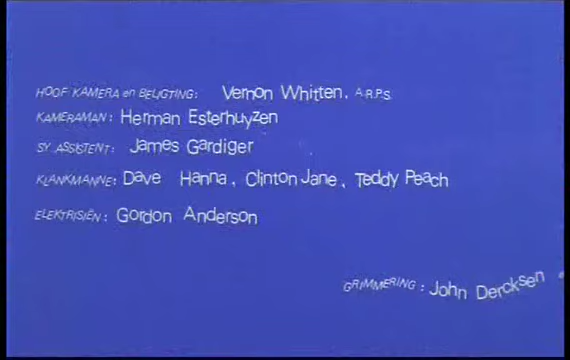 HOOF KAMERA en BELIGTING: Vernon Whitten, A.R.P.S.
KAMERAMAN: Herman Esterhuyzen
SY ASSISTENT: James Gardiger
KLANKMANNE: Dave Hanna, Clinton Jane, Teddy Peach
ELEKTRISIËN: Gordon Anderson
GRIMMERING: John Dercksen